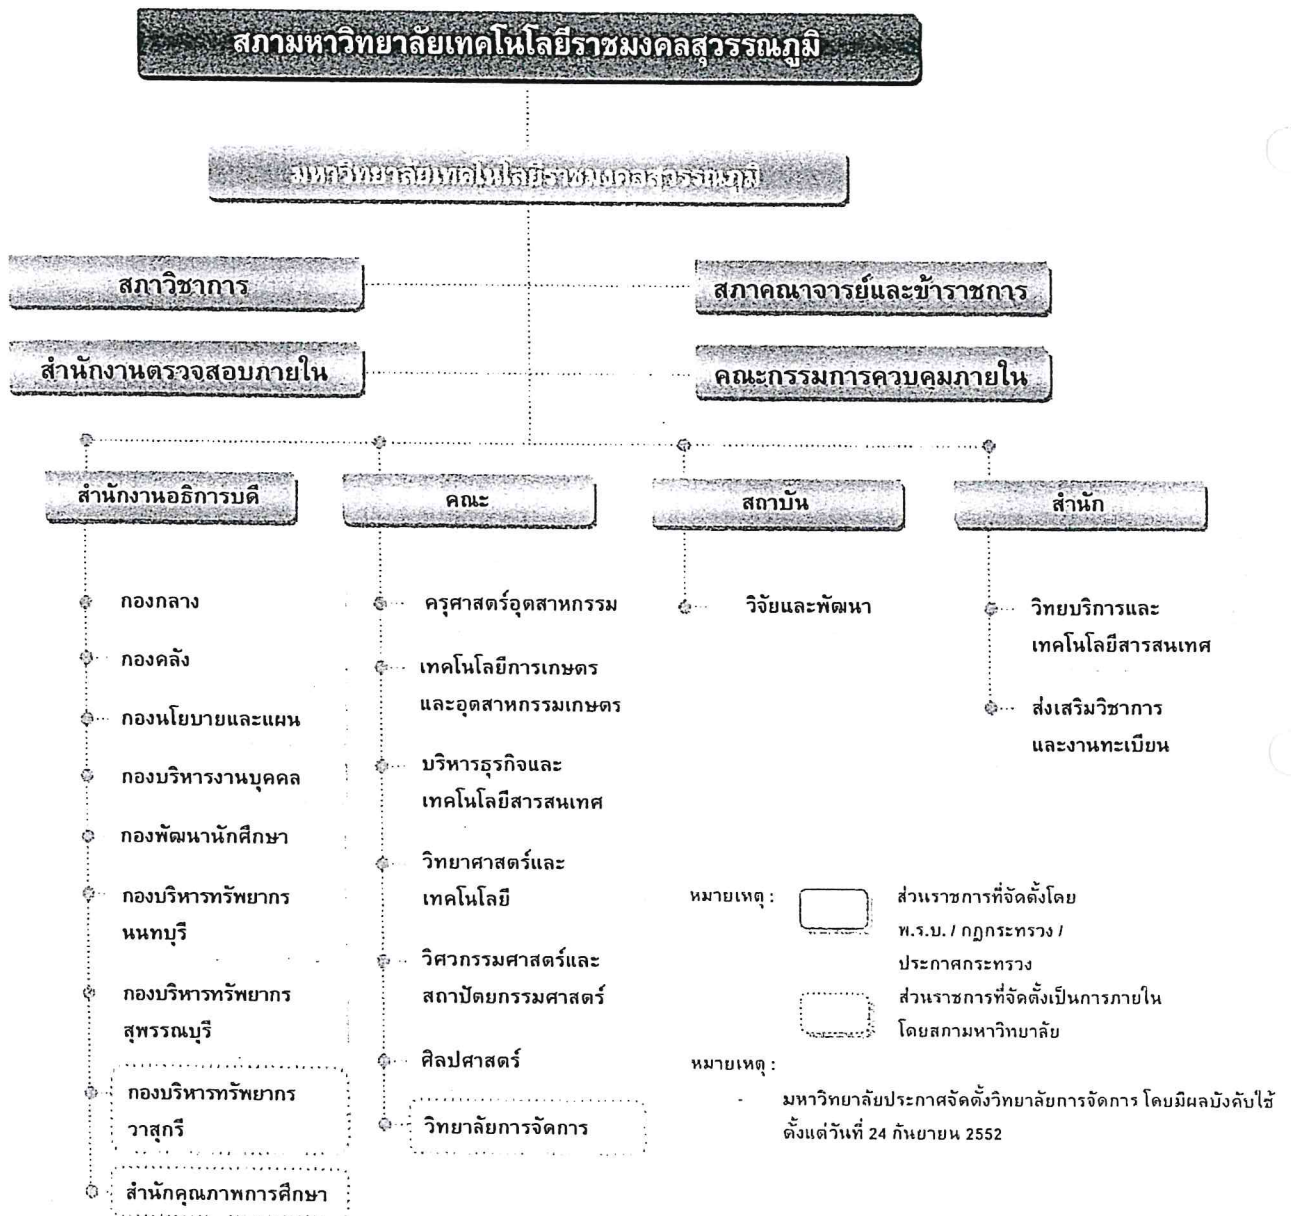 สภามหาวิทยาลัยเทคโนโลยีราชมงคลสุวรรณภูมิ
มหาวิทยาลัยเทคโนโลยีราชมงคลสุวรรณภูมิ
สภาวิชาการ
สภาคณาจารย์และข้าราชการ
สำนักงานตรวจสอบภายใน
คณะกรรมการควบคุมภายใน
สำนักงานอธิการบดี
กองกลาง
กองคลัง
กองนโยบายและแผน
กองบริหารงานบุคคล
กองพัฒนานักศึกษา
กองบริหารทรัพยากร
นนทบุรี
กองบริหารทรัพยากร
สุพรรณบุรี
กองบริหารทรัพยากร
วาสุกรี
สำนักคุณภาพการศึกษา
คณะ
ครุศาสตร์อุตสาหกรรม
เทคโนโลยีการเกษตร
และอุตสาหกรรมเกษตร
บริหารธุรกิจและ
เทคโนโลยีสารสนเทศ
วิทยาศาสตร์และ
เทคโนโลยี
วิศวกรรมศาสตร์และ
สถาปัตยกรรมศาสตร์
ศิลปศาสตร์
วิทยาลัยการจัดการ
สถาบัน
วิจัยและพัฒนา
สำนัก
วิทยบริการและ
เทคโนโลยีสารสนเทศ
ส่งเสริมวิชาการ
และงานทะเบียน
หมายเหตุ :
ส่วนราชการที่จัดตั้งโดย
พ.ร.บ. / กฎกระทรวง /
ประกาศกระทรวง
ส่วนราชการที่จัดตั้งเป็นการภายใน
โดยสภามหาวิทยาลัย
หมายเหตุ :
- มหาวิทยาลัยประกาศจัดตั้งวิทยาลัยการจัดการ โดยมีผลบังคับใช้
ตั้งแต่วันที่ 24 กันยายน 2552